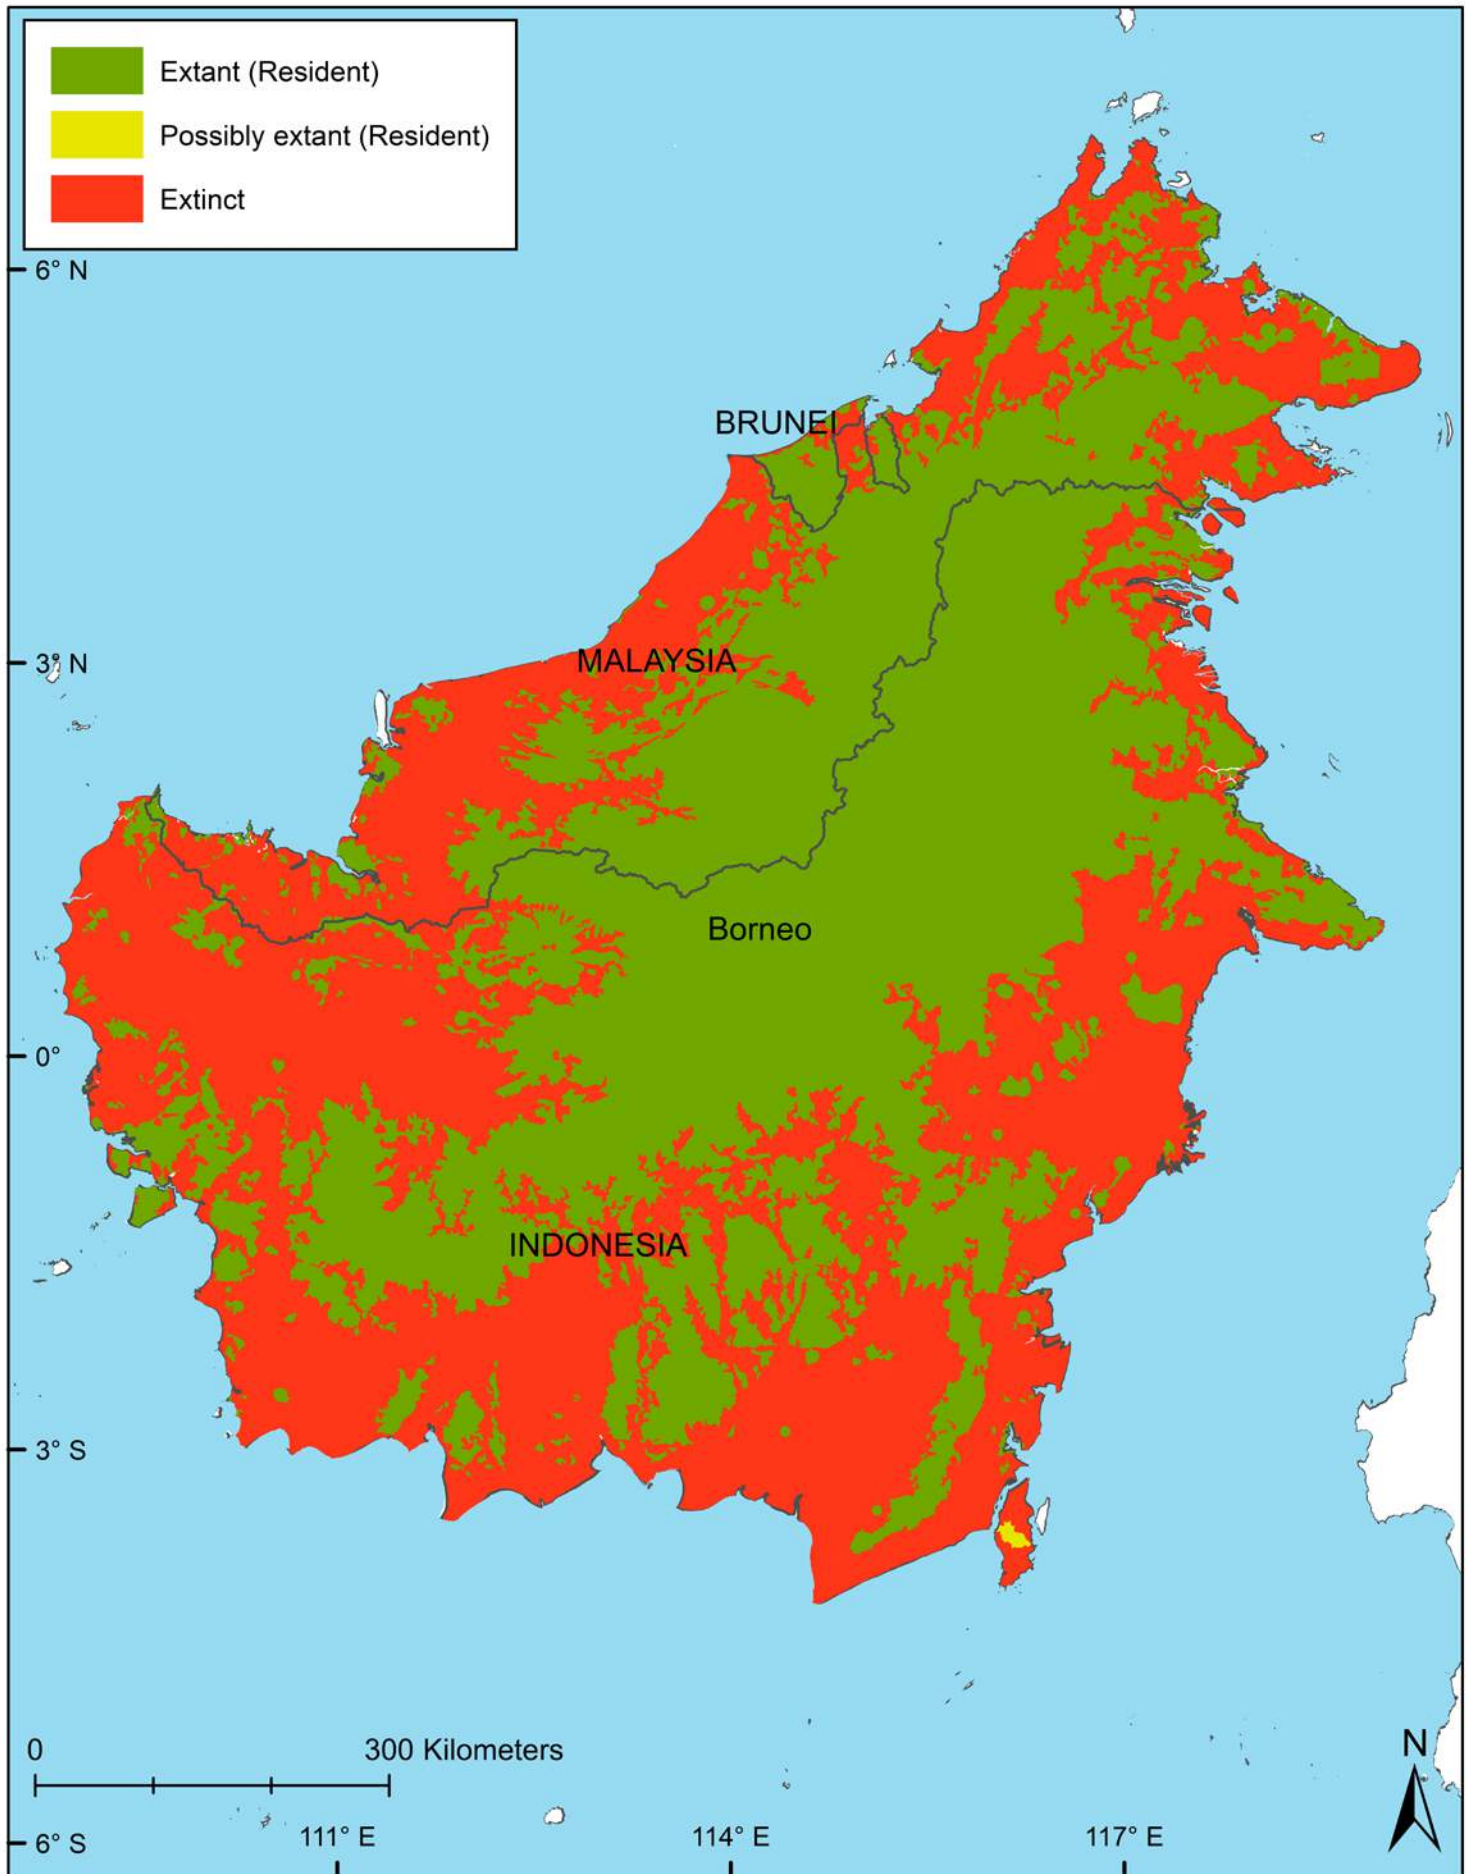 Extant (Resident)
Possibly extant (Resident)
Extinct
6° N
BRUNEI
3° N
MALAYSIA
Borneo
0°
INDONESIA
3° S
0
300 Kilometers
N
6° S
111° E
114° E
117° E